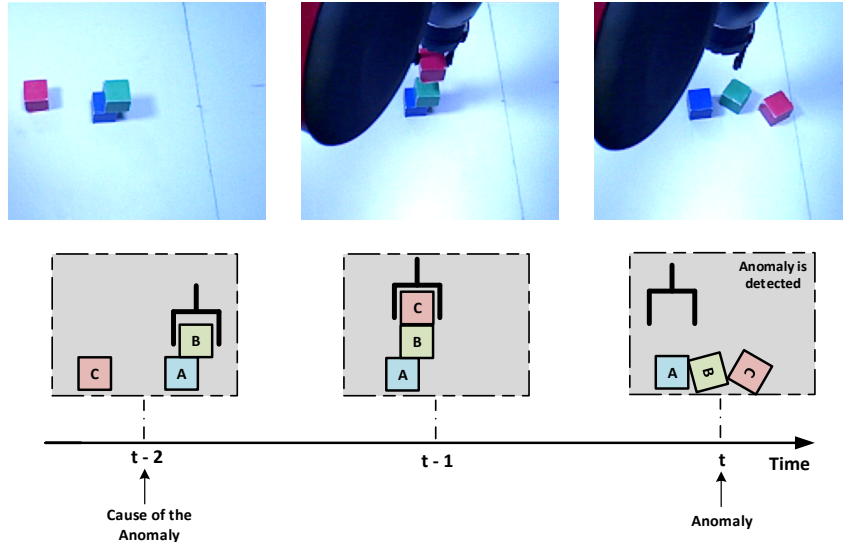 Anomaly is
detected
C
B
A
C
B
A
A
B
C
t - 2
t - 1
t
Time
Cause of the
Anomaly
Anomaly